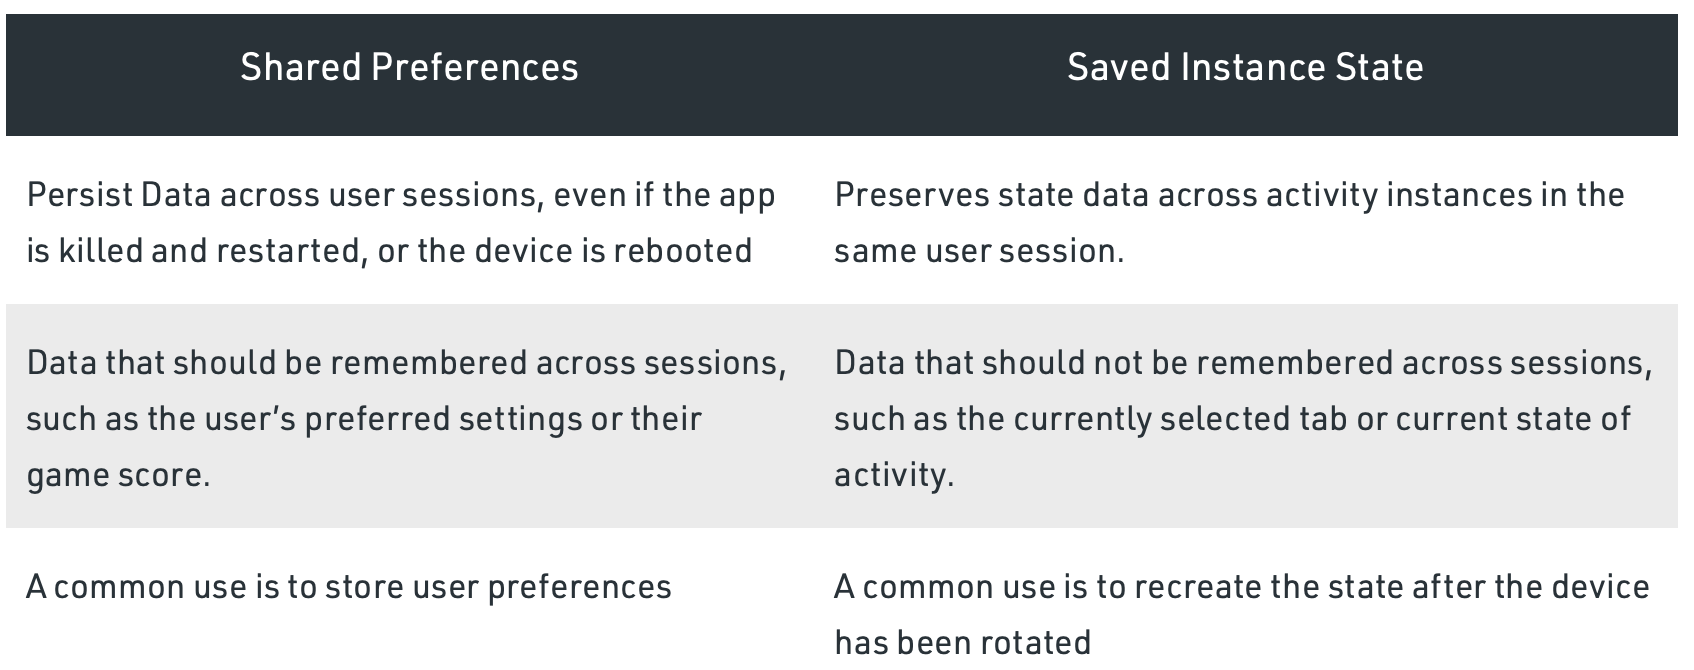 Shared Preferences
Saved Instance State
Persist Data across user sessions, even if the app
is killed and restarted, or the device is rebooted
Preserves state data across activity instances in the
same user session.
Data that should be remembered across sessions,
such as the user's preferred settings or their
game score.
Data that should not be remembered across sessions,
such as the currently selected tab or current state of
activity.
A common use is to store user preferences
A common use is to recreate the state after the device
has been rotated